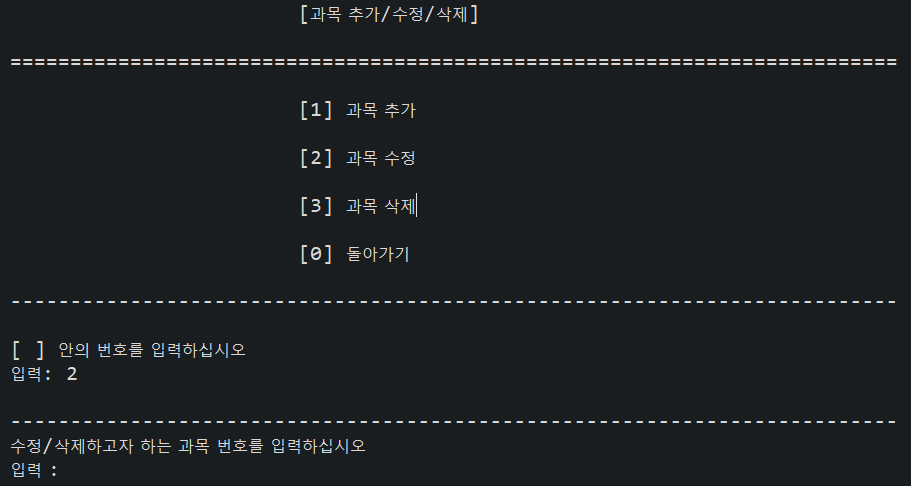 [과목 추가/수정/삭제]
==========================================================================
[1] 과목 추가
[2] 과목 수정
[3] 과목 삭제
[0] 돌아가기
--------------------------------------------------------------------------
[ ] 안의 번호를 입력하십시오
입력: 2
--------------------------------------------------------------------------
수정/삭제하고자 하는 과목 번호를 입력하십시오
입력 :